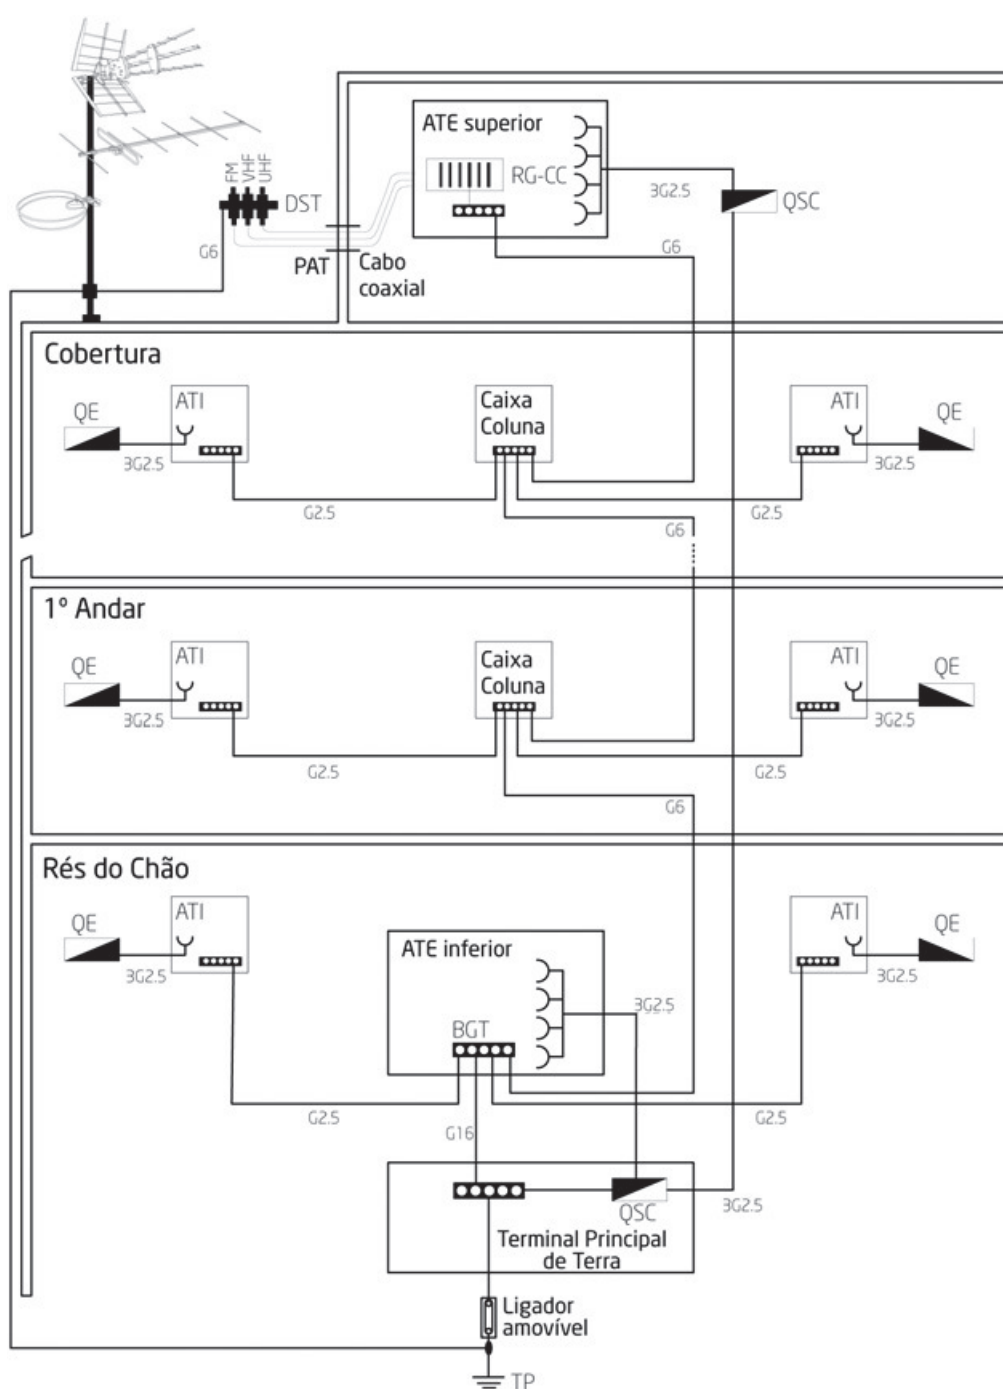 ATE superior
RG-CC
3G2.5
QSC
FM
VHF
UHF
DST
G6
PAT
Cabo
coaxial
G6
Cobertura
QE
ATI
3G2.5
Caixa
Coluna
ATI
QE
3G2.5
G2.5
G6
G2.5
1º Andar
QE
ATI
3G2.5
Caixa
Coluna
ATI
QE
3G2.5
G2.5
G6
G2.5
Rés do Chão
QE
ATI
3G2.5
ATE inferior
BGT
3G2.5
ATI
QE
3G2.5
G2.5
G16
G2.5
QSC
3G2.5
Terminal Principal
de Terra
Ligador
amovível
TP